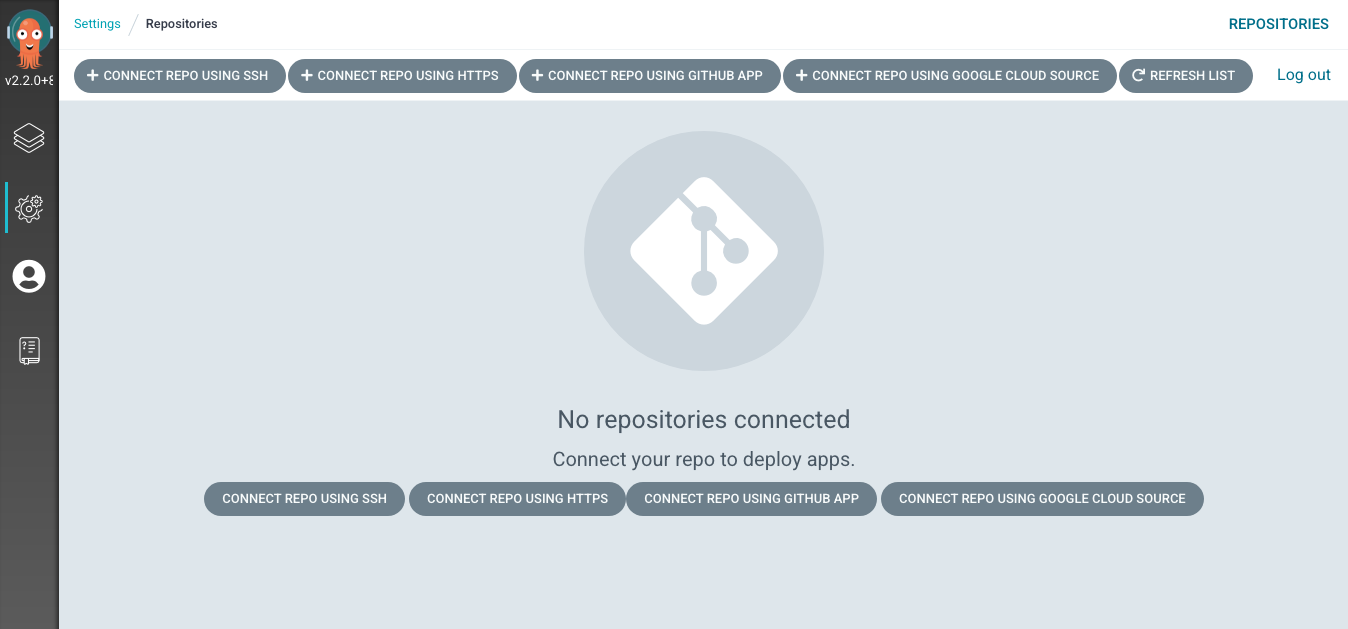 Settings / Repositories
REPOSITORIES
v2.2.0+
CONNECT REPO USING SSH
CONNECT REPO USING HTTPS
CONNECT REPO USING GITHUB APP
CONNECT REPO USING GOOGLE CLOUD SOURCE
REFRESH LIST
Log out
No repositories connected
Connect your repo to deploy apps.
CONNECT REPO USING SSH
CONNECT REPO USING HTTPS
CONNECT REPO USING GITHUB APP
CONNECT REPO USING GOOGLE CLOUD SOURCE